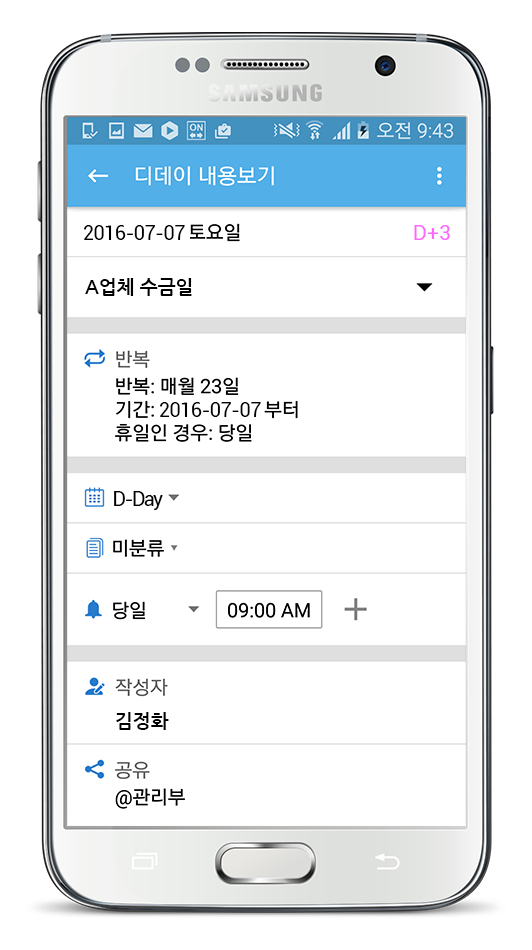 SAMSUNG
ON
오전 9:43
디데이 내용보기
2016-07-07 토요일 D+3
A업체 수금일
반복
반복: 매월 23일
기간: 2016-07-07 부터
휴일인 경우: 당일
D-Day
미분류
당일 09:00 AM
작성자
김정화
공유
@관리부